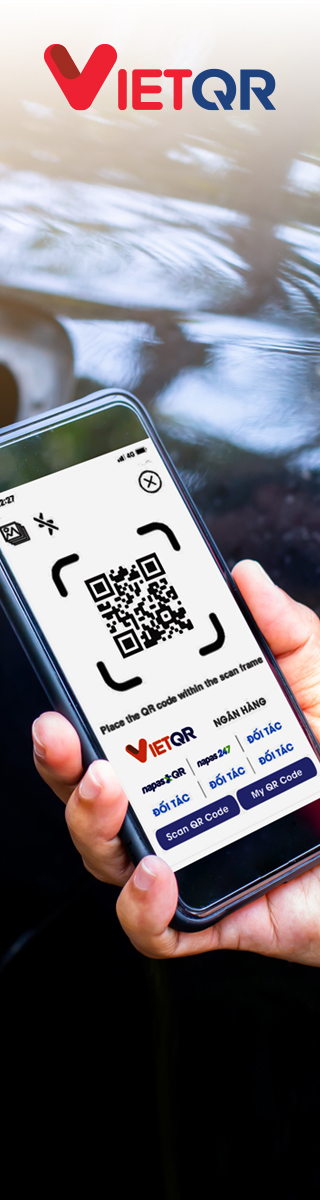 VIETQR
2:27
4G
Place the QR code within the scan frame
VIETQR
NGÂN HÀNG
napas QR
napas 247
ĐỐI TÁC
ĐỐI TÁC
ĐỐI TÁC
ĐỐI TÁC
Scan QR Code
My QR Code